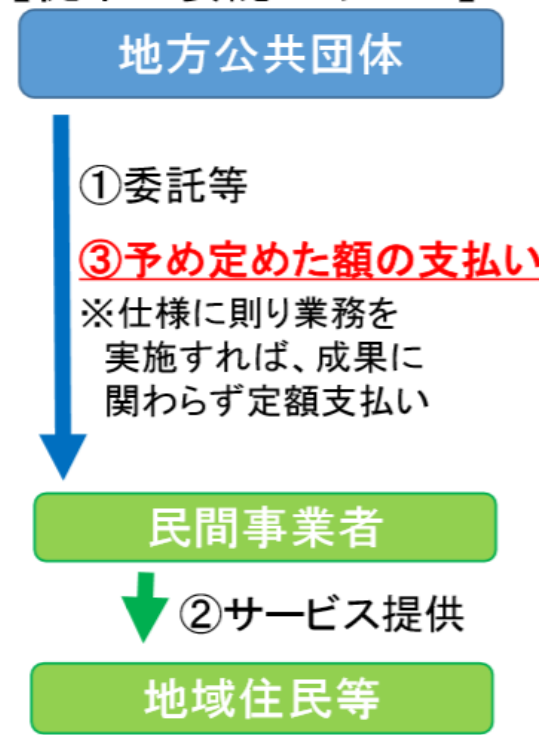 地方公共団体
①委託等
③予め定めた額の支払い
※仕様に則り業務を
実施すれば、成果に
関わらず定額支払い
民間事業者
②サービス提供
地域住民等